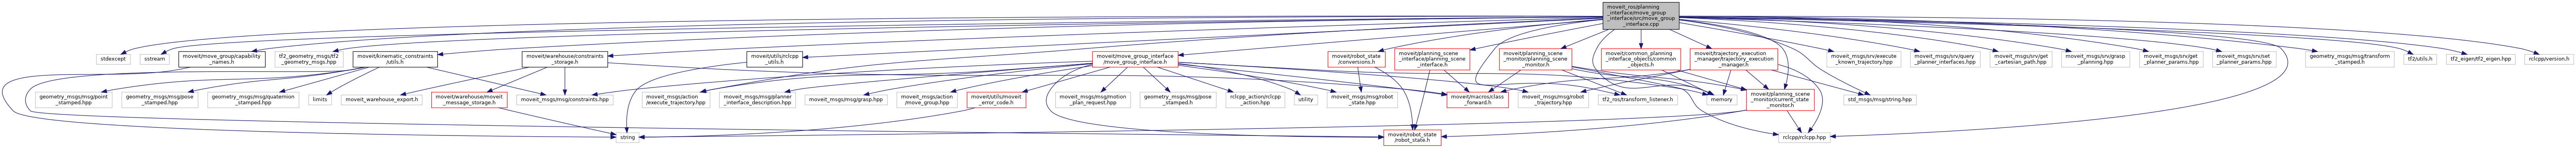 moveit_ros/planning
_interface/move_group
_interface/src/move_group
_interface.cpp
stdexcept
sstream
moveit/move_group/capability
_names.h
tf2_geometry_msgs/tf2
_geometry_msgs.hpp
moveit/kinematic_constraints
/utils.h
moveit/warehouse/constraints
_storage.h
moveit/utils/rclcpp
_utils.h
moveit/move_group_interface
/move_group_interface.h
moveit/robot_state
/conversions.h
moveit/planning_scene
_interface/planning_scene
_interface.h
moveit/planning_scene
_monitor/planning_scene
_monitor.h
moveit/common_planning
_interface_objects/common
_objects.h
moveit/trajectory_execution
_manager/trajectory_execution
_manager.h
moveit_msgs/srv/execute
_known_trajectory.hpp
moveit_msgs/srv/query
_planner_interfaces.hpp
moveit_msgs/srv/get
_cartesian_path.hpp
moveit_msgs/srv/grasp
_planning.hpp
moveit_msgs/srv/get
_planner_params.hpp
moveit_msgs/srv/set
_planner_params.hpp
geometry_msgs/msg/transform
_stamped.h
tf2/utils.h
tf2_eigen/tf2_eigen.hpp
rclcpp/version.h
geometry_msgs/msg/point
_stamped.hpp
geometry_msgs/msg/pose
_stamped.hpp
geometry_msgs/msg/quaternion
_stamped.hpp
limits
moveit_warehouse_export.h
moveit/warehouse/moveit
_message_storage.h
moveit_msgs/msg/constraints.hpp
moveit_msgs/action
/execute_trajectory.hpp
moveit_msgs/msg/planner
_interface_description.hpp
moveit_msgs/msg/grasp.hpp
moveit_msgs/action
/move_group.hpp
moveit/utils/moveit
_error_code.h
moveit_msgs/msg/motion
_plan_request.hpp
geometry_msgs/msg/pose
_stamped.h
rclcpp_action/rclcpp
_action.hpp
utility
moveit_msgs/msg/robot
_state.hpp
moveit/macros/class
_forward.h
moveit_msgs/msg/robot
_trajectory.hpp
tf2_ros/transform_listener.h
memory
moveit/planning_scene
_monitor/current_state
_monitor.h
std_msgs/msg/string.hpp
string
moveit/robot_state
/robot_state.h
rclcpp/rclcpp.hpp